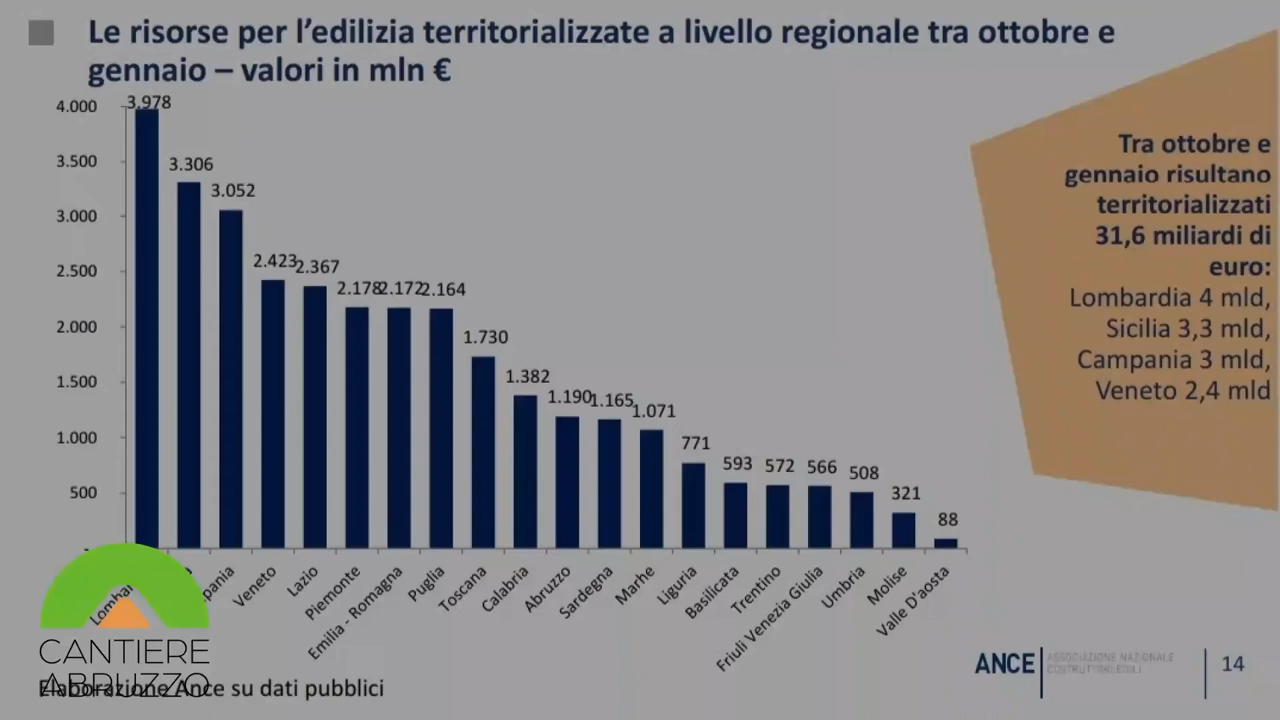 Le risorse per l'edilizia territorializzate a livello regionale tra ottobre e
gennaio – valori in mln €
4.000
3.500
3.000
2.500
2.000
1.500
1.000
500
3.978
3.306
3.052
2.423
2.367
2.178
2.172
2.164
1.730
1.382
1.190
1.165
1.071
771
593
572
566
508
321
88
Veneto
Lazio
Piemonte
Emilia - Romagna
Puglia
Toscana
Calabria
Abruzzo
Sardegna
Marhe
Liguria
Basilicata
Trentino
Friuli Venezia Giulia
Umbria
Molise
Valle D'aosta
Tra ottobre e
gennaio risultano
territorializzati
31,6 miliardi di
euro:
Lombardia 4 mld,
Sicilia 3,3 mld,
Campania 3 mld,
Veneto 2,4 mld
CANTIERE
ABRUZZO
Elaborazione Ance su dati pubblici
ANCE
ASSOCIAZIONE NAZIONALE
COSTRUTTORI EDILI
14